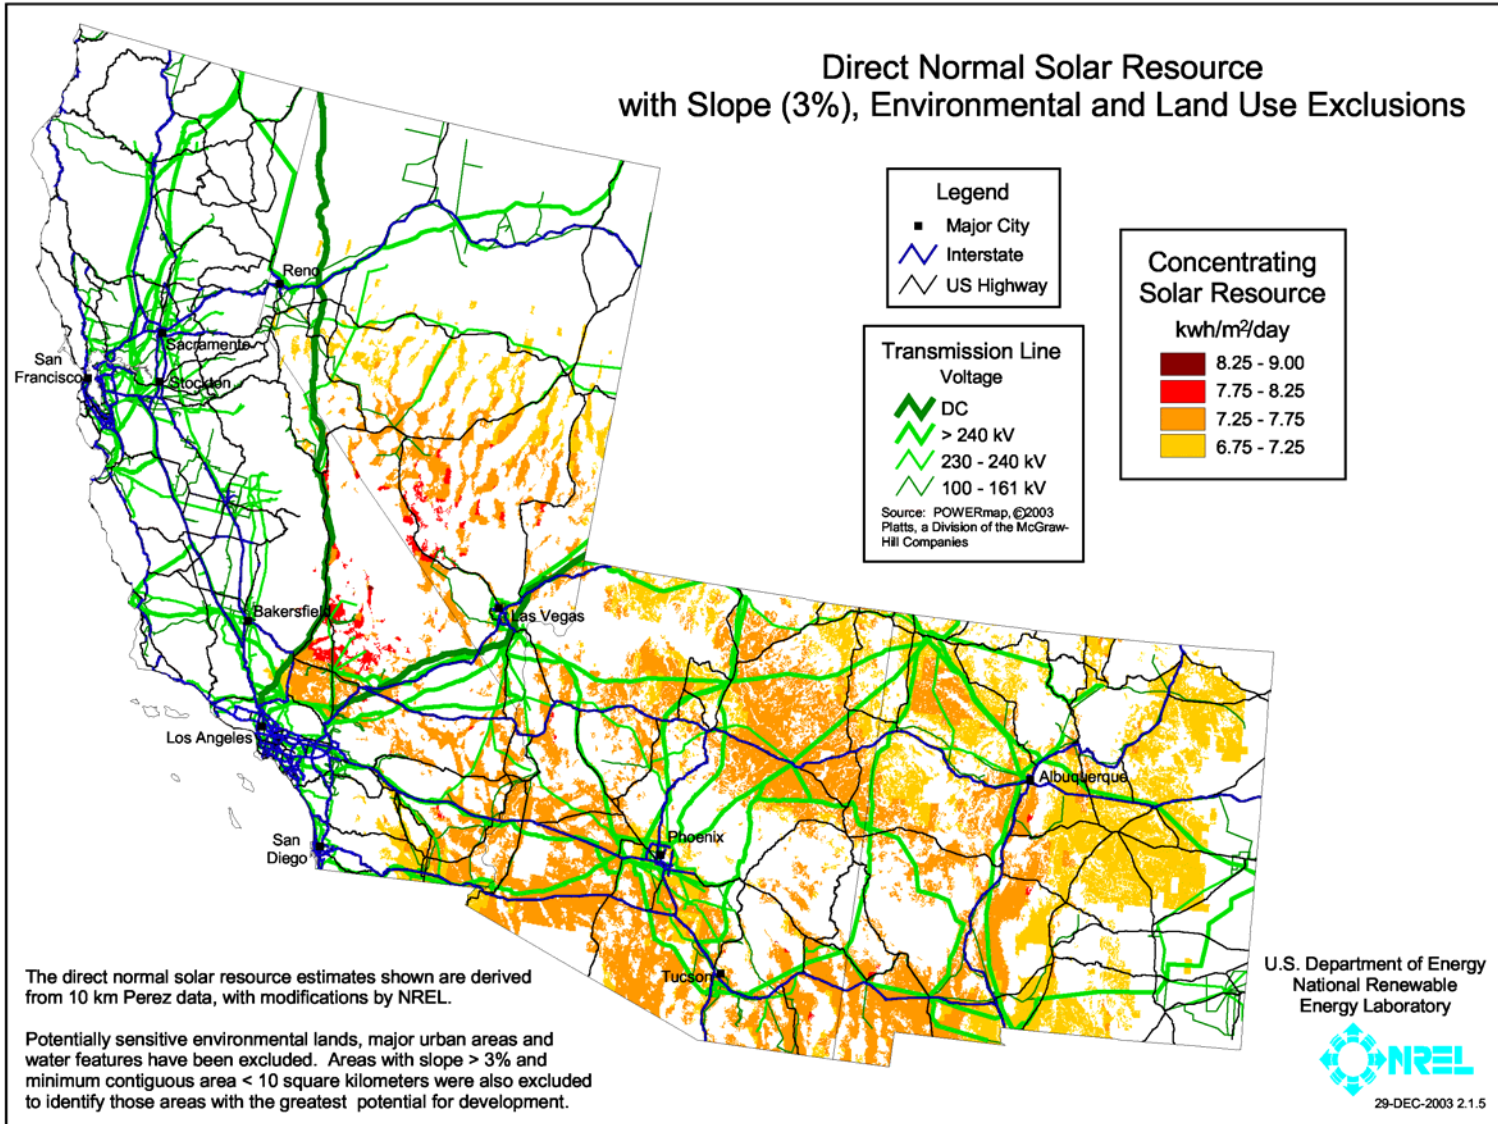 Direct Normal Solar Resource
with Slope (3%), Environmental and Land Use Exclusions
Legend
Major City
Interstate
US Highway
Transmission Line
Voltage
DC
> 240 kV
230 - 240 kV
100 - 161 kV
Source: POWERmap, ©2003
Platts, a Division of the McGraw-
Hill Companies
Concentrating
Solar Resource
kwh/m²/day
8.25 - 9.00
7.75 - 8.25
7.25 - 7.75
6.75 - 7.25
Reno
Sacramento
San
Francisco
Stockton
Bakersfield
Las Vegas
Los Angeles
Albuquerque
San
Diego
Phoenix
Tucson
The direct normal solar resource estimates shown are derived
from 10 km Perez data, with modifications by NREL.
Potentially sensitive environmental lands, major urban areas and
water features have been excluded.  Areas with slope > 3% and
minimum contiguous area < 10 square kilometers were also excluded
to identify those areas with the greatest  potential for development.
U.S. Department of Energy
National Renewable
Energy Laboratory
NREL
29-DEC-2003 2.1.5